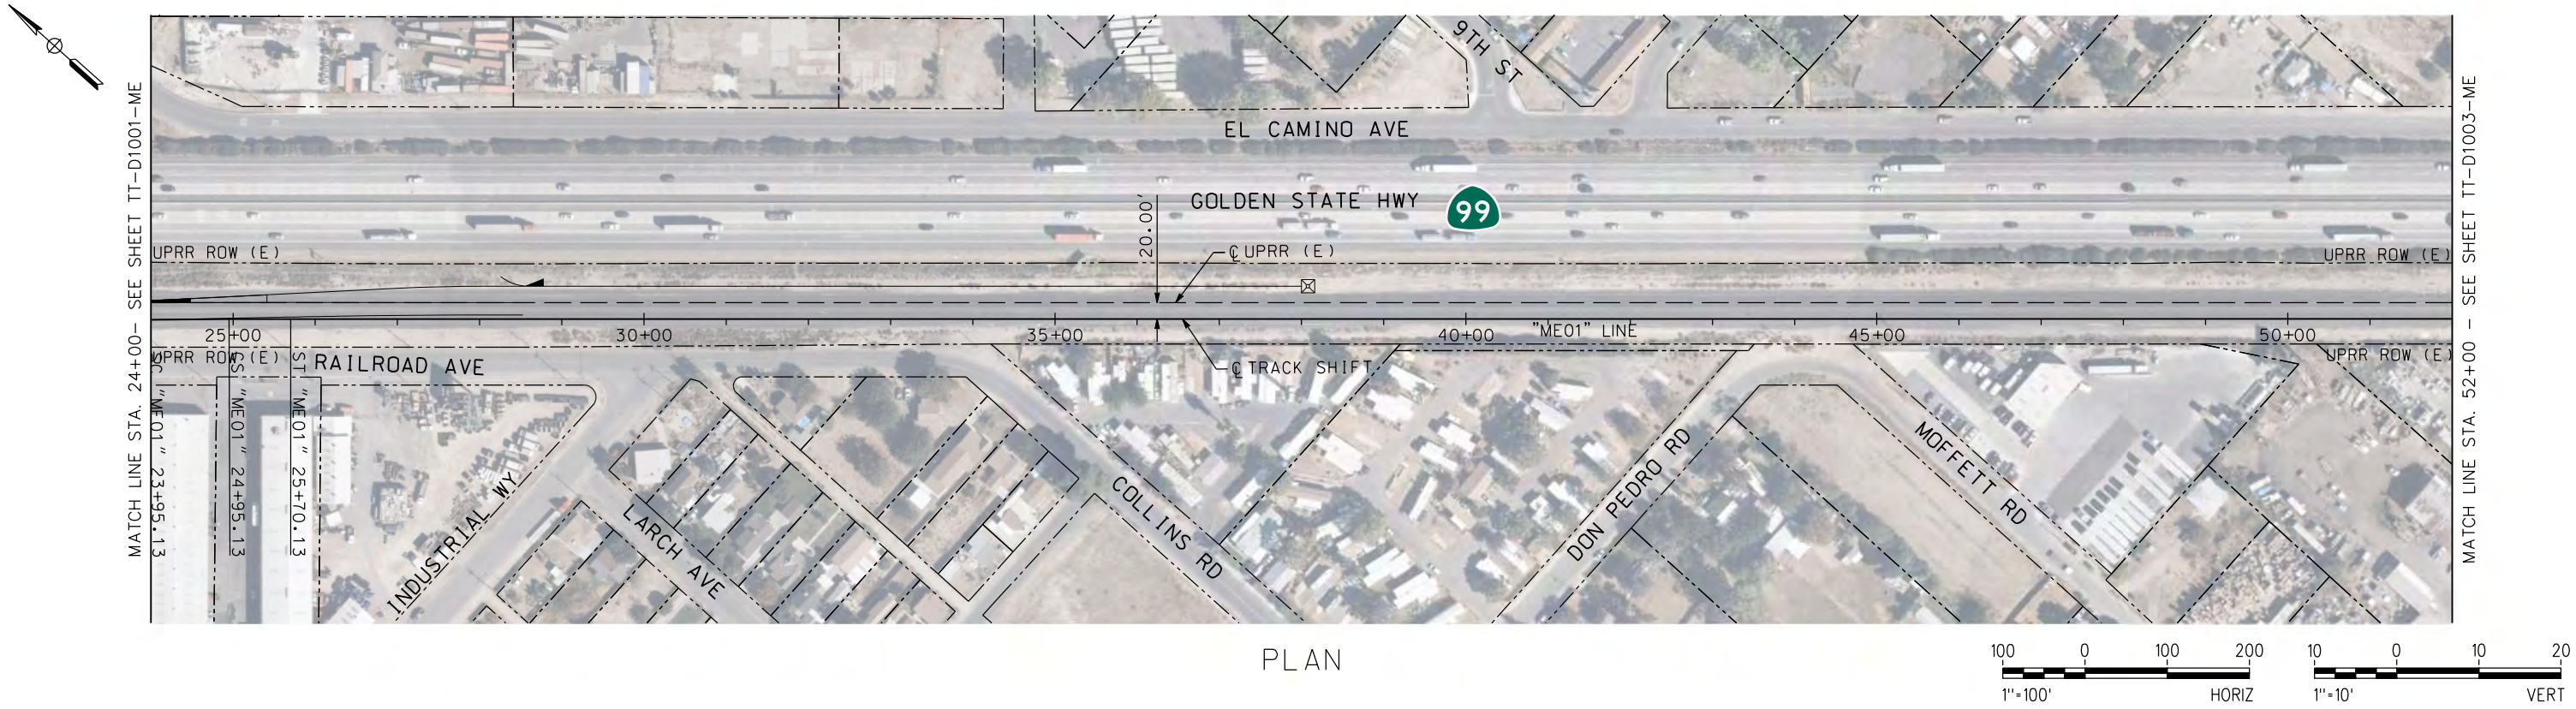 MATCH LINE STA. 24+00- SEE SHEET TT-D1001-ME
9TH ST
EL CAMINO AVE
GOLDEN STATE HWY
99
20.00'
UPRR ROW (E)
℄ UPRR (E)
UPRR ROW (E)
25+00
30+00
35+00
40+00
"ME01" LINE
45+00
50+00
UPRR ROW (E)
RAILROAD AVE
℄ TRACK SHIFT
UPRR ROW (E)
SC "ME01" 23+95.13
CS "ME01" 24+95.13
ST "ME01" 25+70.13
INDUSTRIAL WY
LARCH AVE
COLLINS RD
DON PEDRO RD
MOFFETT RD
MATCH LINE STA. 52+00 - SEE SHEET TT-D1003-ME
PLAN
100 0 100 200
1"=100' HORIZ
10 0 10 20
1"=10' VERT